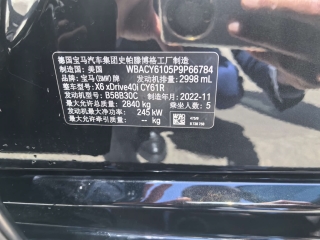 德国宝马汽车集团史帕滕博格工厂制造
制造国：美国 WBACY6105P9P66784
宝马(BMW)牌 发动机排量：2998 mL
整车型号：X6 xDrive40i CY61R
发动机型号：B58B30C 制造年月：2022-11
最大允许总质量：2840 kg 乘坐人数：5
发动机最大净功率： 245 kW
最大允许牵引质量： - kg